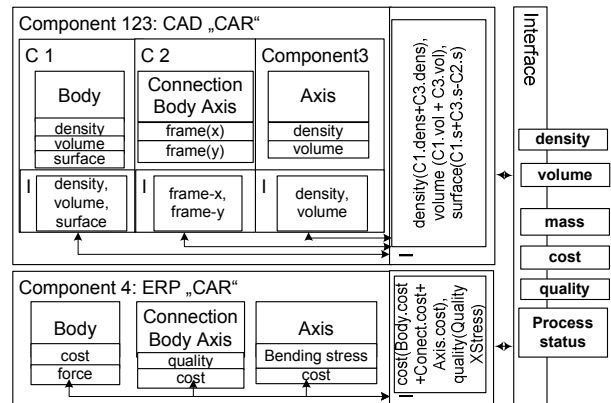 Component 123: CAD „CAR“
C 1
C 2
Component3
Body
density
volume
surface
Connection
Body Axis
frame(x)
frame(y)
Axis
density
volume
I
density,
volume,
surface
I
frame-x,
frame-y
I
density,
volume
density(C1.dens+C3.dens),
volume (C1.vol + C3.vol),
surface(C1.s+C3.s-C2.s)
I
Interface
density
volume
mass
cost
quality
Process
status
Component 4: ERP „CAR“
Body
cost
force
Connection
Body Axis
quality
cost
Axis
Bending stress
cost
cost(Body.cost
+Conect.cost+
Axis.cost),
quality(Quality
XStress)
I